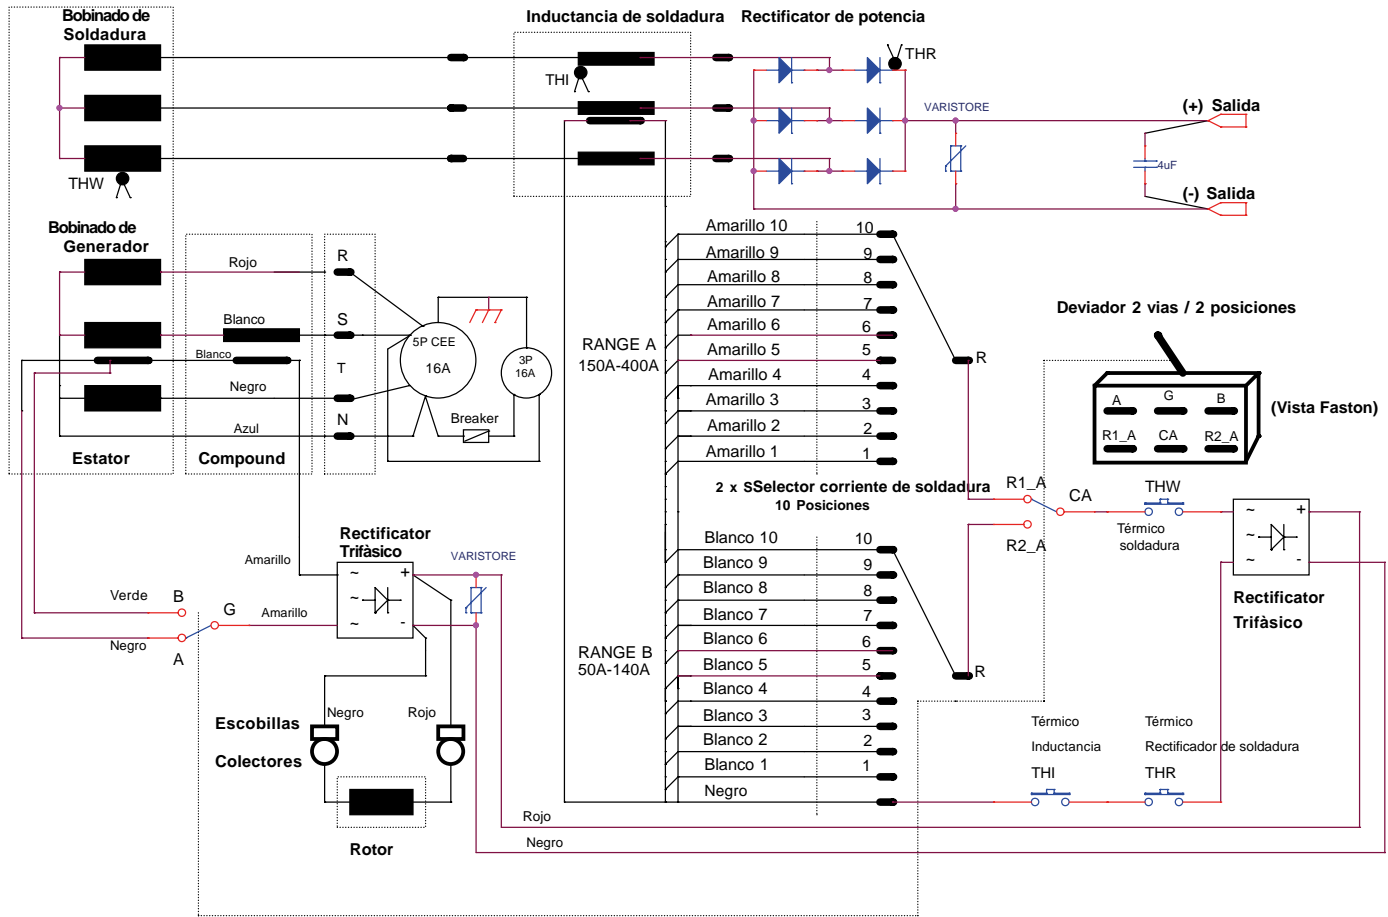 Bobinado de
Soldadura
Inductancia de soldadura
Rectificator de potencia
THI
THR
THW
VARISTORE
(+) Salida
4uF
(-) Salida
Bobinado de
Generador
Rojo
R
Blanco
S
Blanco
T
Negro
Azul
N
Estator
Compound
5P CEE
16A
3P
16A
Breaker
RANGE A
150A-400A
Amarillo 10
10
Amarillo 9
9
Amarillo 8
8
Amarillo 7
7
Amarillo 6
6
Amarillo 5
5
Amarillo 4
4
Amarillo 3
3
Amarillo 2
2
Amarillo 1
1
R
2 x SSelector corriente de soldadura
10 Posiciones
Deviador 2 vias / 2 posiciones
A
G
B
R1_A
CA
R2_A
(Vista Faston)
R1_A
R2_A
CA
THW
Térmico
soldadura
~
~
+
-
Rectificator
Trifàsico
Rectificator
Trifàsico
~
~
~
+
-
VARISTORE
Amarillo
Verde
B
G
Amarillo
Negro
A
Escobillas
Colectores
Negro
Rojo
Rotor
RANGE B
50A-140A
Blanco 10
10
Blanco 9
9
Blanco 8
8
Blanco 7
7
Blanco 6
6
Blanco 5
5
Blanco 4
4
Blanco 3
3
Blanco 2
2
Blanco 1
1
Negro
R
Térmico
Inductancia
THI
Térmico
Rectificador de soldadura
THR
Rojo
Negro